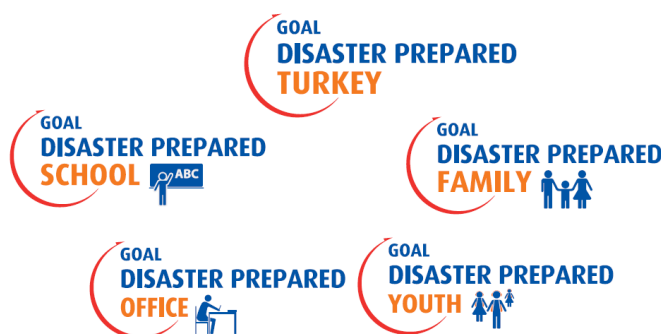 GOAL
DISASTER PREPARED
TURKEY
GOAL
DISASTER PREPARED
SCHOOL
ABC
GOAL
DISASTER PREPARED
FAMILY
GOAL
DISASTER PREPARED
OFFICE
GOAL
DISASTER PREPARED
YOUTH